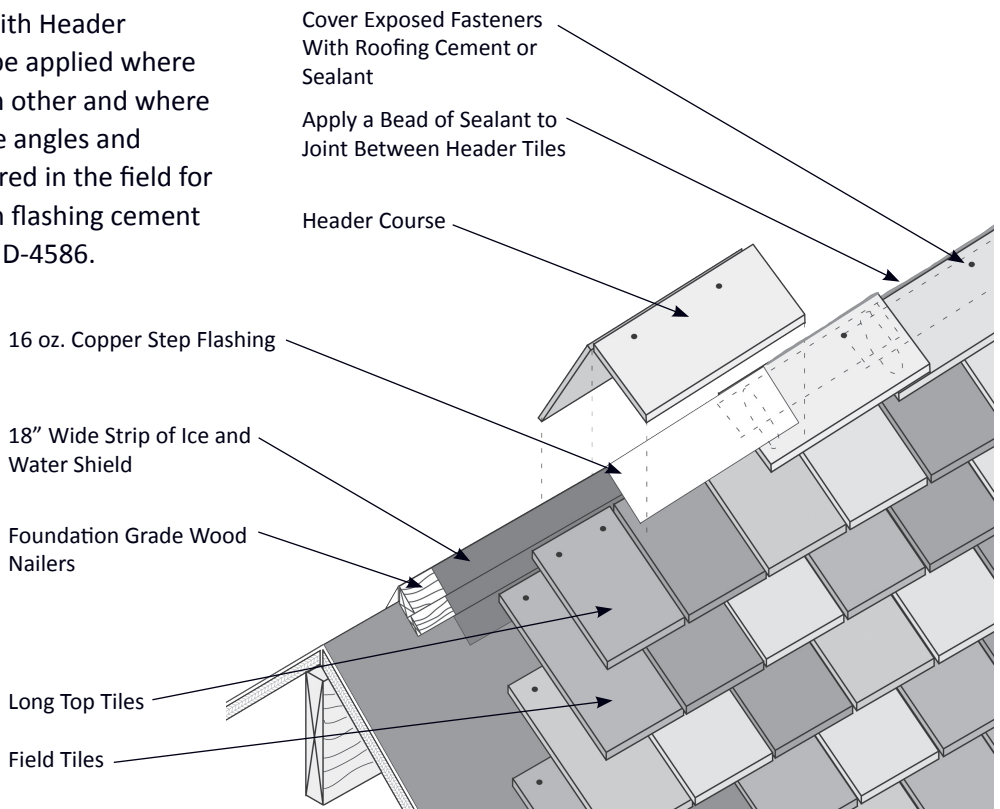 ith Header
be applied where
h other and where
e angles and
red in the field for
h flashing cement
D-4586.
Cover Exposed Fasteners
With Roofing Cement or
Sealant
Apply a Bead of Sealant to
Joint Between Header Tiles
Header Course
16 oz. Copper Step Flashing
18” Wide Strip of Ice and
Water Shield
Foundation Grade Wood
Nailers
Long Top Tiles
Field Tiles